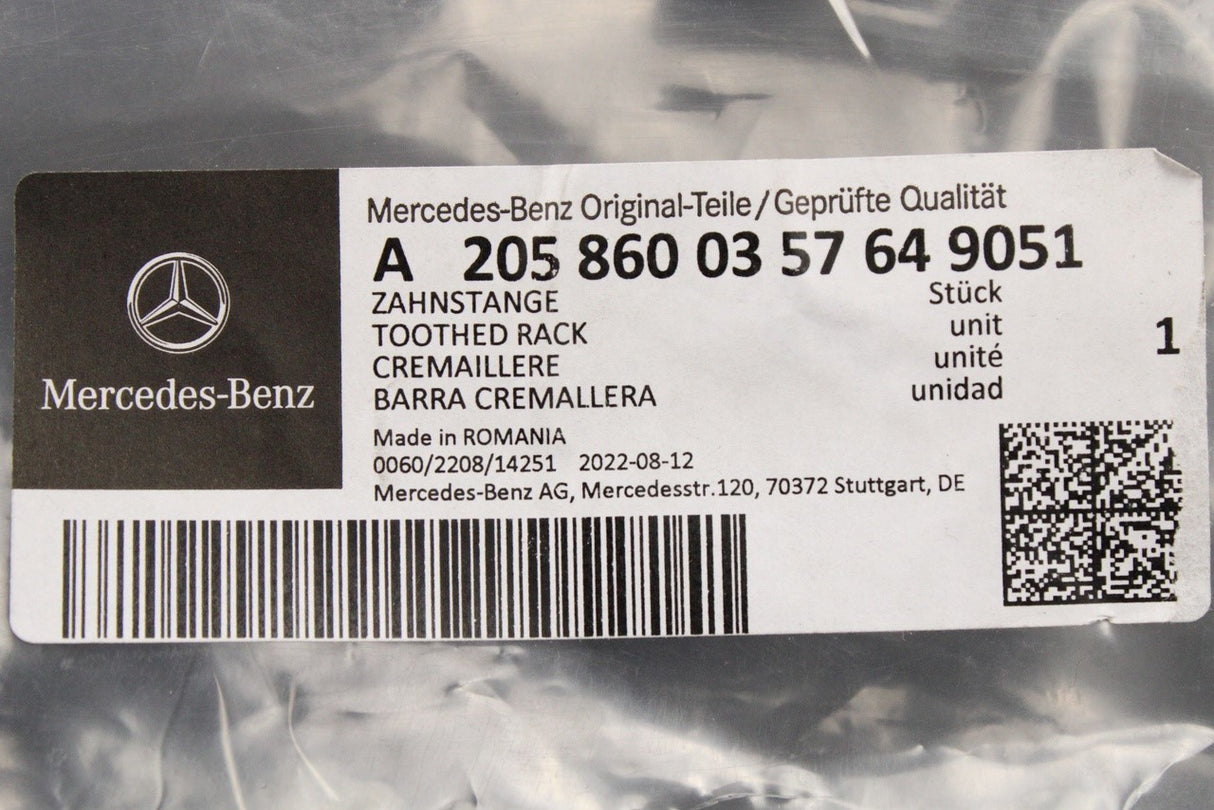 Mercedes-Benz
Mercedes-Benz Original-Teile/Geprüfte Qualität
A 205 860 03 57 64 9051
ZAHNSTANGE Stück
TOOTHED RACK unit
CREMAILLERE unité
BARRA CREMALLERA unidad
1
Made in ROMANIA
0060/2208/14251 2022-08-12
Mercedes-Benz AG, Mercedesstr.120, 70372 Stuttgart, DE